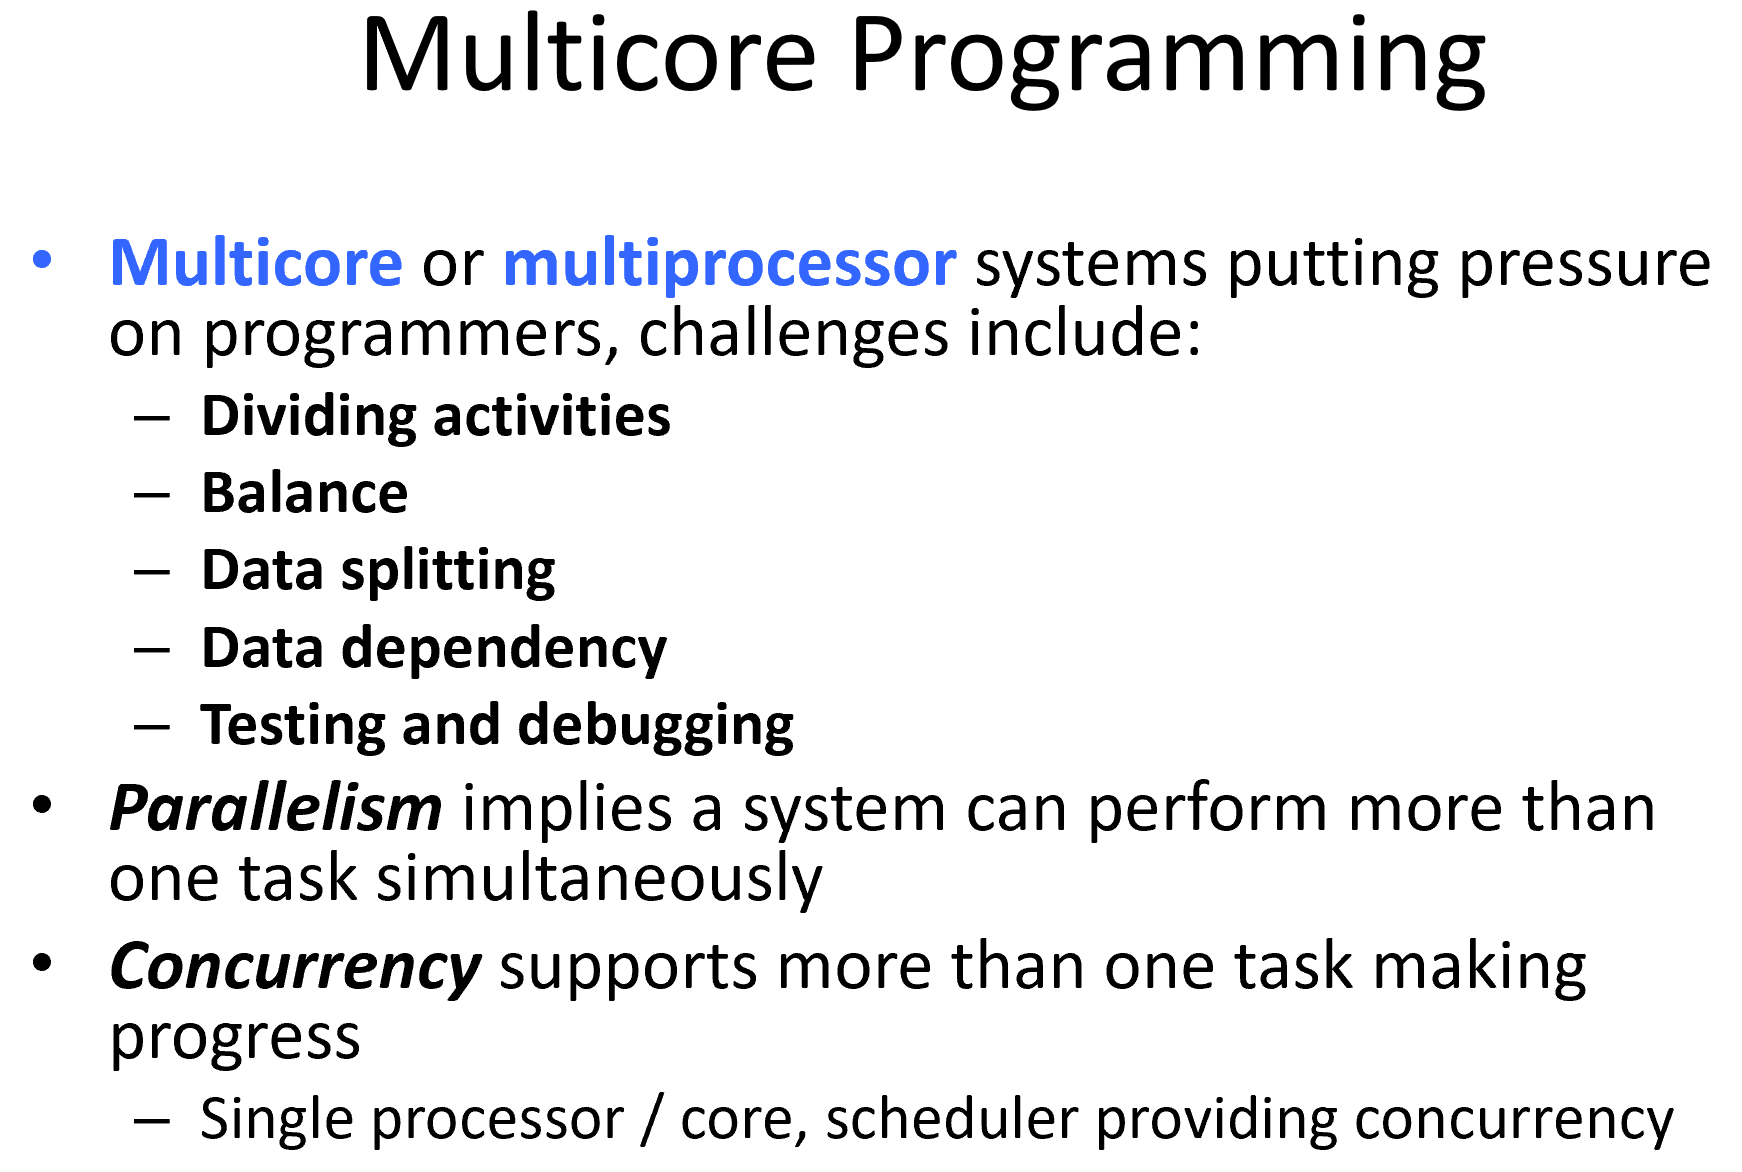 Multicore Programming
• Multicore or multiprocessor systems putting pressure
on programmers, challenges include:
– Dividing activities
– Balance
– Data splitting
– Data dependency
– Testing and debugging
• Parallelism implies a system can perform more than
one task simultaneously
• Concurrency supports more than one task making
progress
– Single processor / core, scheduler providing concurrency